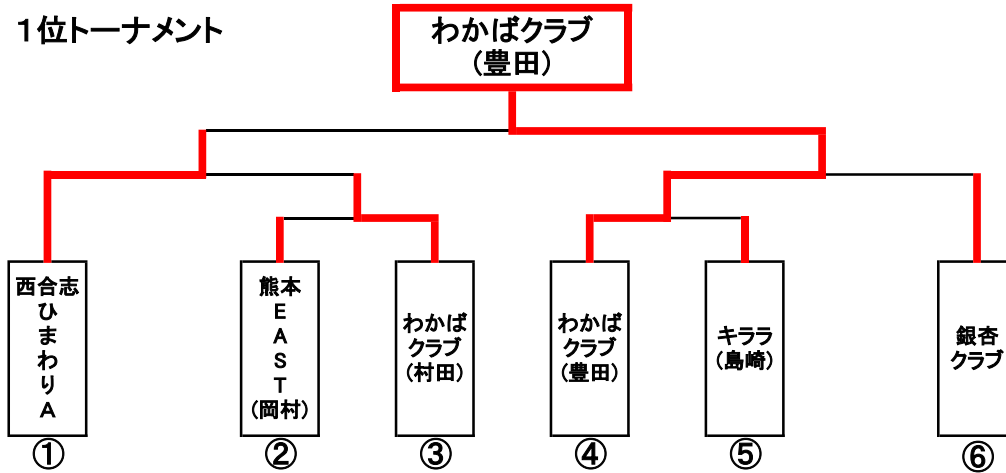 1位トーナメント
わかばクラブ
(豊田)
西合志
ひ
ま
わ
り
A
①
熊本
E
A
S
T
(岡村)
②
わかば
クラブ
(村田)
③
わかば
クラブ
(豊田)
④
キララ
(島崎)
⑤
銀杏
クラブ
⑥